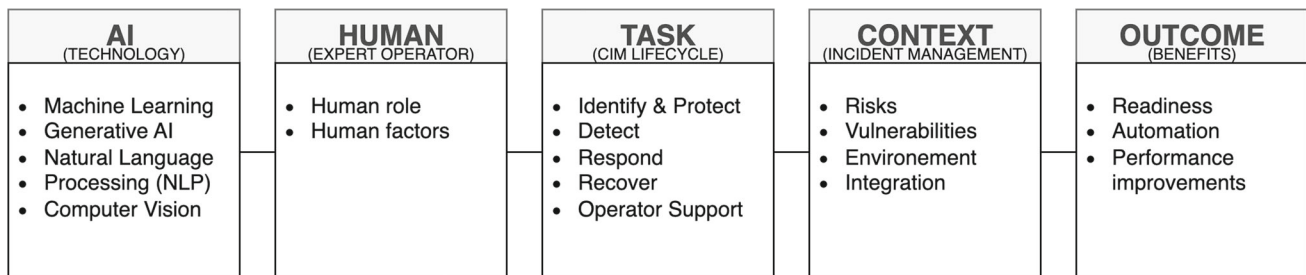 AI
(TECHNOLOGY)
• Machine Learning
• Generative AI
• Natural Language
• Processing (NLP)
• Computer Vision
HUMAN
(EXPERT OPERATOR)
• Human role
• Human factors
TASK
(CIM LIFECYCLE)
• Identify & Protect
• Detect
• Respond
• Recover
• Operator Support
CONTEXT
(INCIDENT MANAGEMENT)
• Risks
• Vulnerabilities
• Environement
• Integration
OUTCOME
(BENEFITS)
• Readiness
• Automation
• Performance
improvements